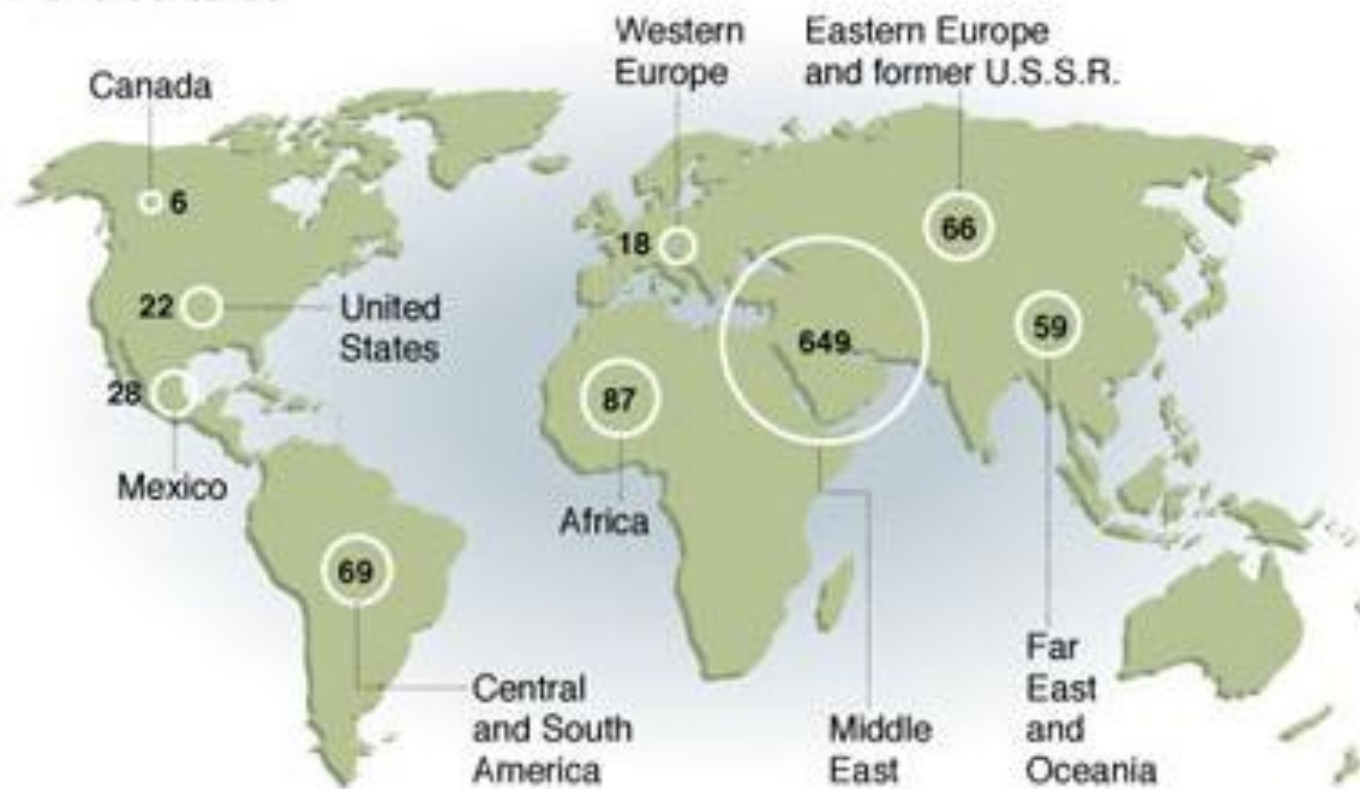 Western
Europe
Eastern Europe
and former U.S.S.R.
Canada
6
18
66
22
United
States
649
59
28
87
Mexico
Africa
69
Far
East
and
Oceania
Central
and South
America
Middle
East